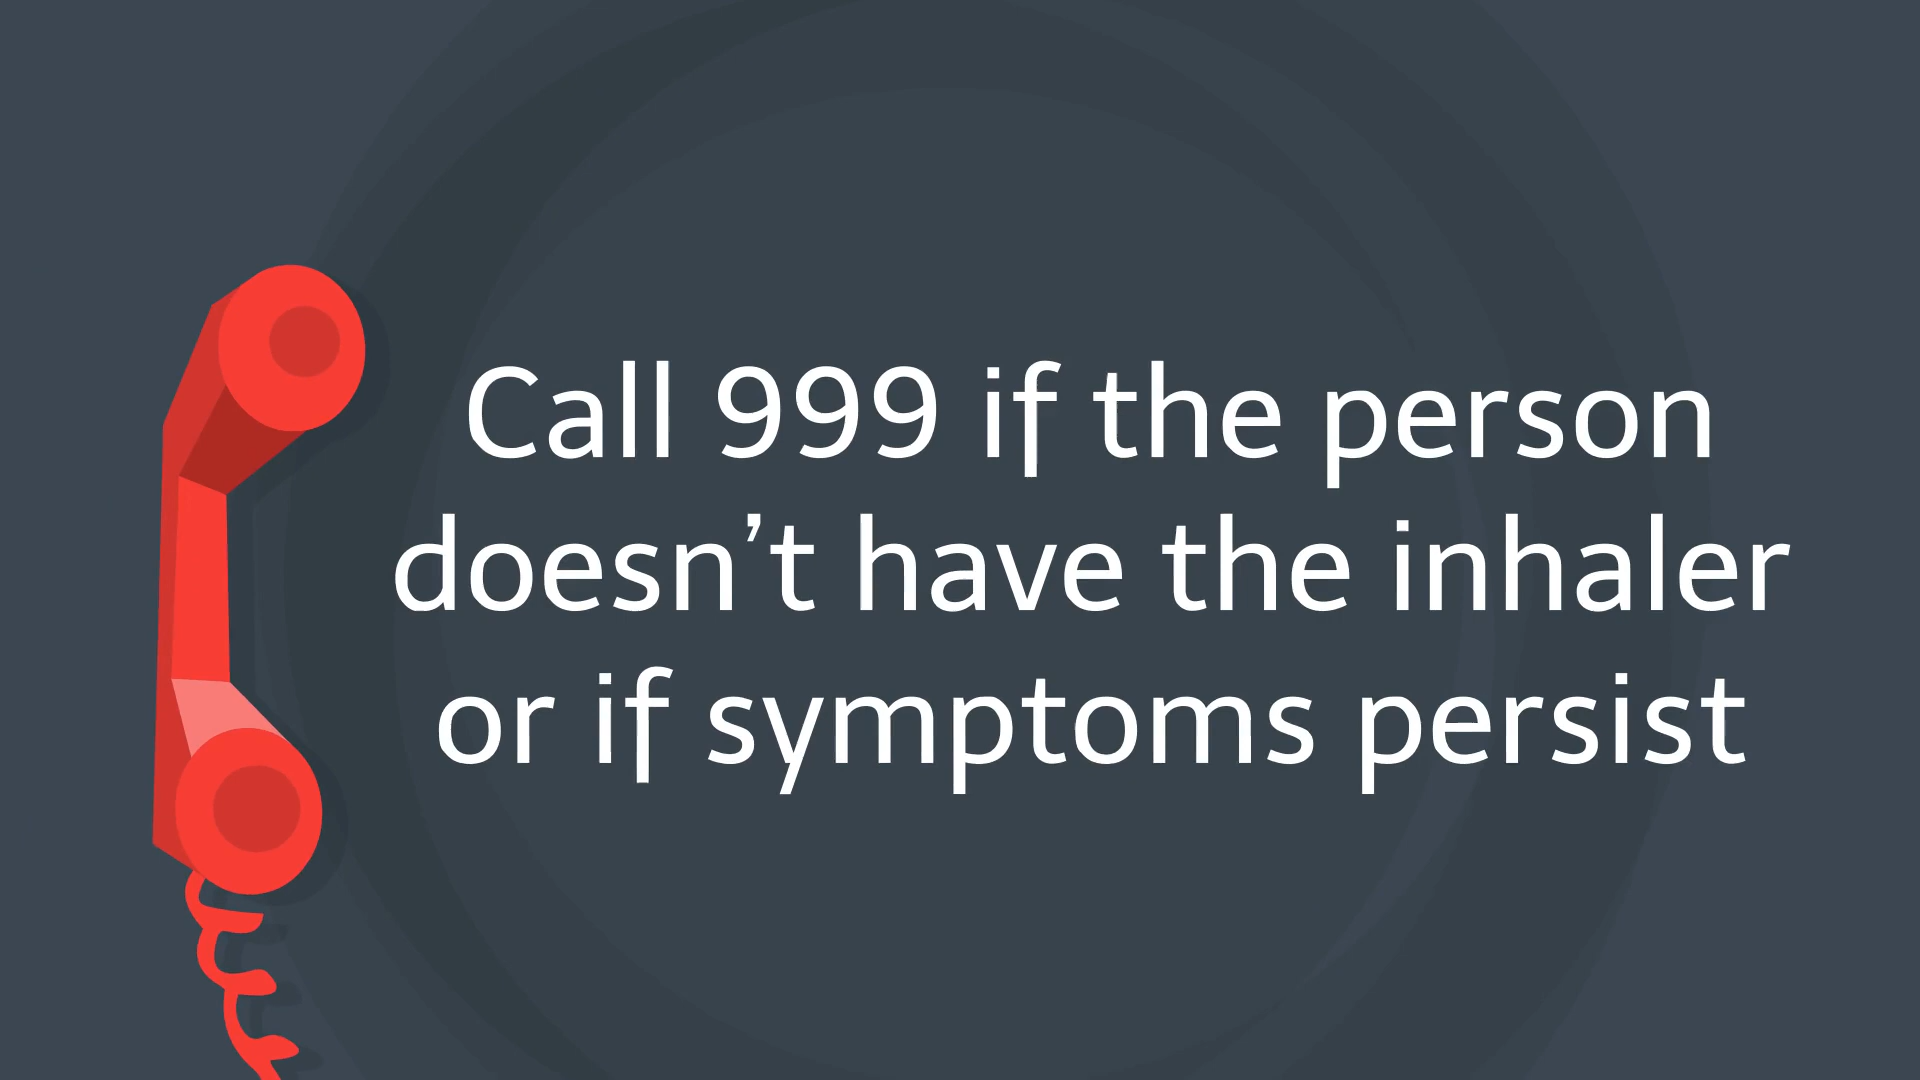 Call 999 if the person
doesn’t have the inhaler
or if symptoms persist